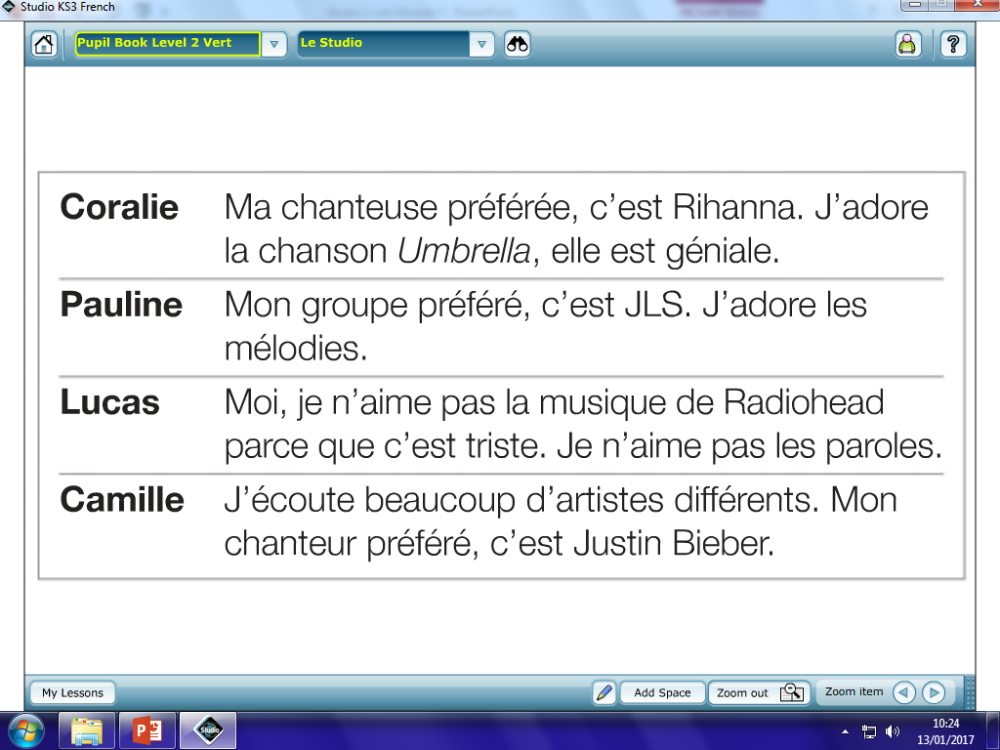 Studio KS3 French
Pupil Book Level 2 Vert
Le Studio
?
Coralie Ma chanteuse préférée, c’est Rihanna. J’adore
la chanson Umbrella, elle est géniale.
Pauline Mon groupe préféré, c’est JLS. J’adore les
mélodies.
Lucas Moi, je n’aime pas la musique de Radiohead
parce que c’est triste. Je n’aime pas les paroles.
Camille J’écoute beaucoup d’artistes différents. Mon
chanteur préféré, c’est Justin Bieber.
My Lessons
Add Space
Zoom out
Zoom item
Studio
10:24
13/01/2017